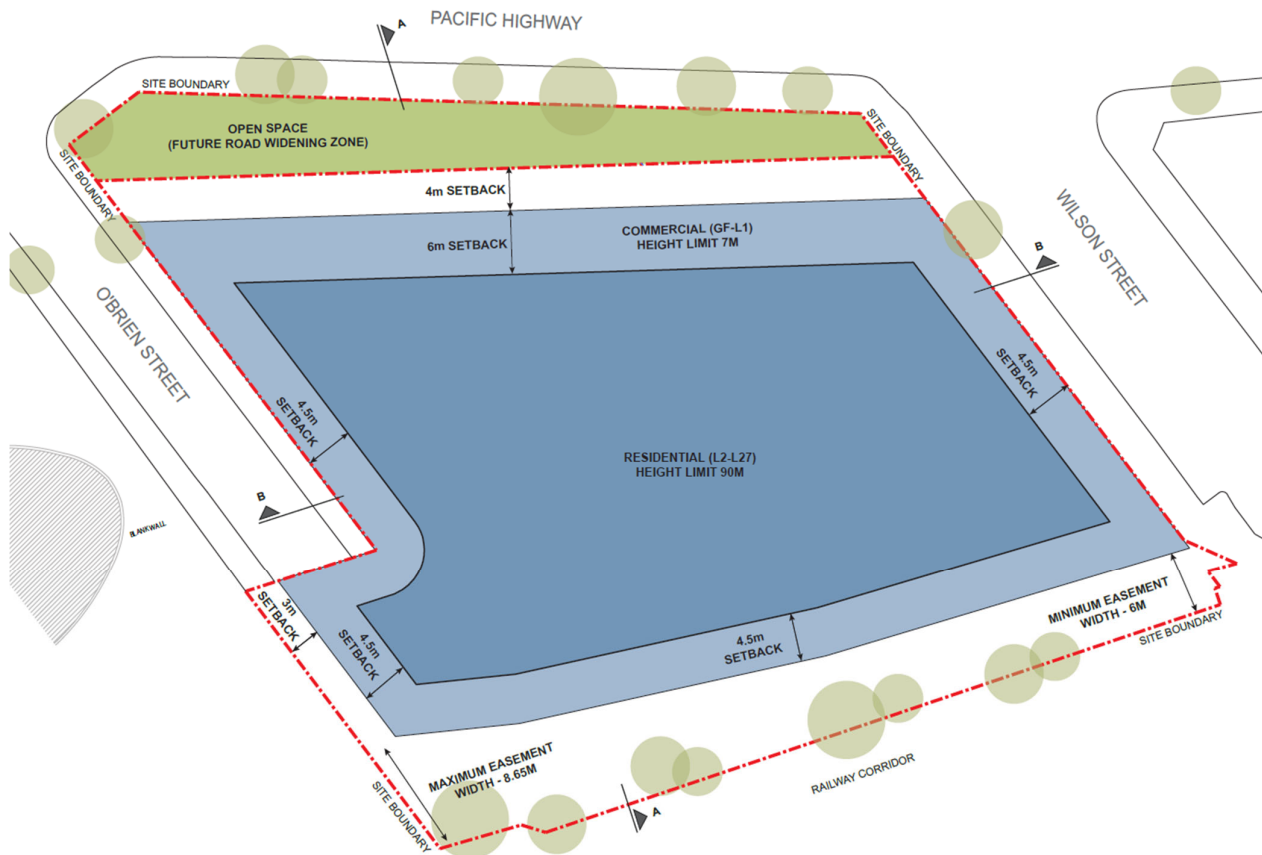 PACIFIC HIGHWAY
A
SITE BOUNDARY
OPEN SPACE
(FUTURE ROAD WIDENING ZONE)
SITE BOUNDARY
SITE BOUNDARY
4m SETBACK
COMMERCIAL (GF-L1)
HEIGHT LIMIT 7M
6m SETBACK
WILSON STREET
B
O'BRIEN STREET
4.5m
SETBACK
4.5m
SETBACK
RESIDENTIAL (L2-L27)
HEIGHT LIMIT 90M
B
BLANKWALL
3m
SETBACK
4.5m
SETBACK
4.5m
SETBACK
MINIMUM EASEMENT
WIDTH - 6M
SITE BOUNDARY
MAXIMUM EASEMENT
WIDTH - 8.65M
SITE BOUNDARY
RAILWAY CORRIDOR
A